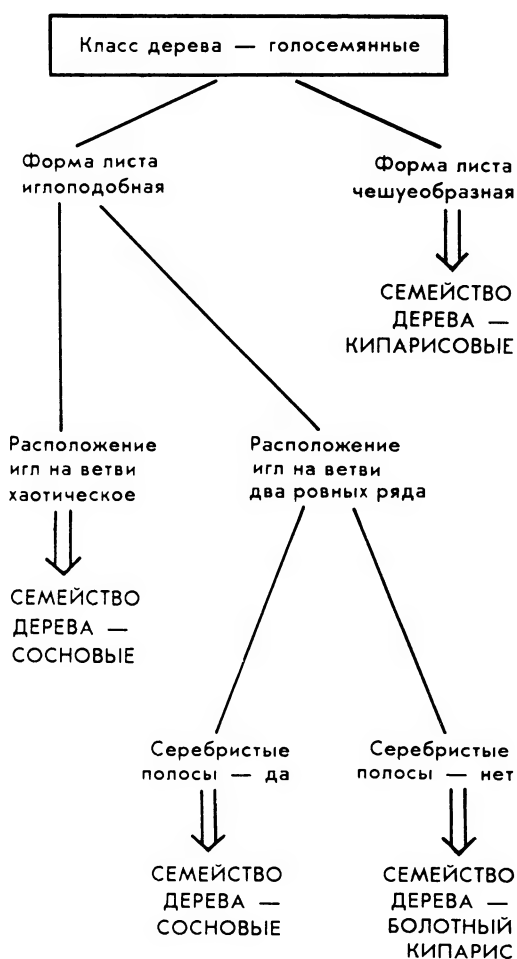 Класс дерева — голосемянные
Форма листа
иглоподобная
Форма листа
чешуеобразная
СЕМЕЙСТВО
ДЕРЕВА —
КИПАРИСОВЫЕ
Расположение
игл на ветви
хаотическое
Расположение
игл на ветви
два ровных ряда
СЕМЕЙСТВО
ДЕРЕВА —
СОСНОВЫЕ
Серебристые
полосы — да
Серебристые
полосы — нет
СЕМЕЙСТВО
ДЕРЕВА —
СОСНОВЫЕ
СЕМЕЙСТВО
ДЕРЕВА —
БОЛОТНЫЙ
КИПАРИС